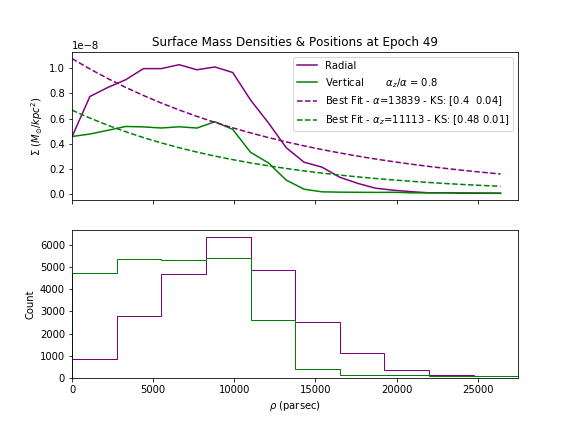 Surface Mass Densities & Positions at Epoch 49
1e−8
Radial
Vertical α_z/α = 0.8
Best Fit - α=13839 - KS: [0.4 0.04]
Best Fit - α_z=11113 - KS: [0.48 0.01]
1.0
0.8
0.6
0.4
0.2
0.0
Σ (M_⊙/kpc²)
6000
5000
4000
3000
2000
1000
0
Count
0 5000 10000 15000 20000 25000
ρ (parsec)